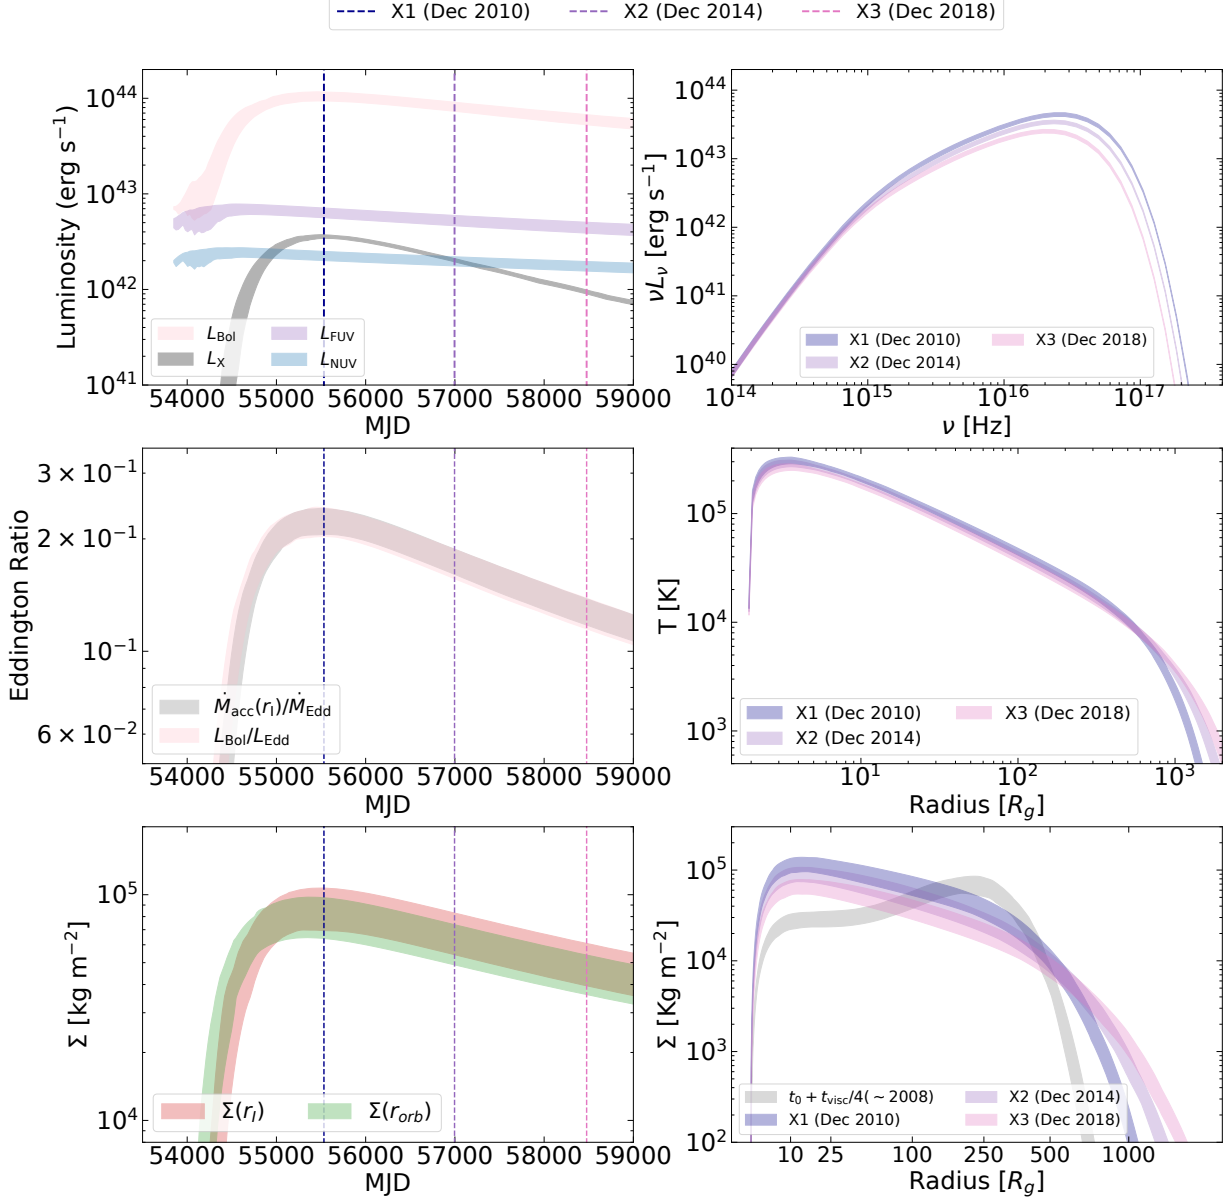 X1 (Dec 2010) X2 (Dec 2014) X3 (Dec 2018)
Luminosity (erg s⁻¹)
10⁴⁴
10⁴³
10⁴²
10⁴¹
L_Bol L_FUV
L_X L_NUV
54000 55000 56000 57000 58000 59000
MJD
νL_ν [erg s⁻¹]
10⁴⁴
10⁴³
10⁴²
10⁴¹
10⁴⁰
X1 (Dec 2010) X3 (Dec 2018)
X2 (Dec 2014)
10¹⁴ 10¹⁵ 10¹⁶ 10¹⁷
ν [Hz]
Eddington Ratio
3 × 10⁻¹
2 × 10⁻¹
10⁻¹
6 × 10⁻²
Ṁ_acc(r_I)/Ṁ_Edd
L_Bol/L_Edd
54000 55000 56000 57000 58000 59000
MJD
T [K]
10⁵
10⁴
10³
X1 (Dec 2010) X3 (Dec 2018)
X2 (Dec 2014)
10¹ 10² 10³
Radius [R_g]
Σ [kg m⁻²]
10⁵
10⁴
Σ(r_I) Σ(r_orb)
54000 55000 56000 57000 58000 59000
MJD
Σ [Kg m⁻²]
10⁵
10⁴
10³
10²
t₀ + t_visc/4(~2008) X2 (Dec 2014)
X1 (Dec 2010) X3 (Dec 2018)
10 25 100 250 500 1000
Radius [R_g]